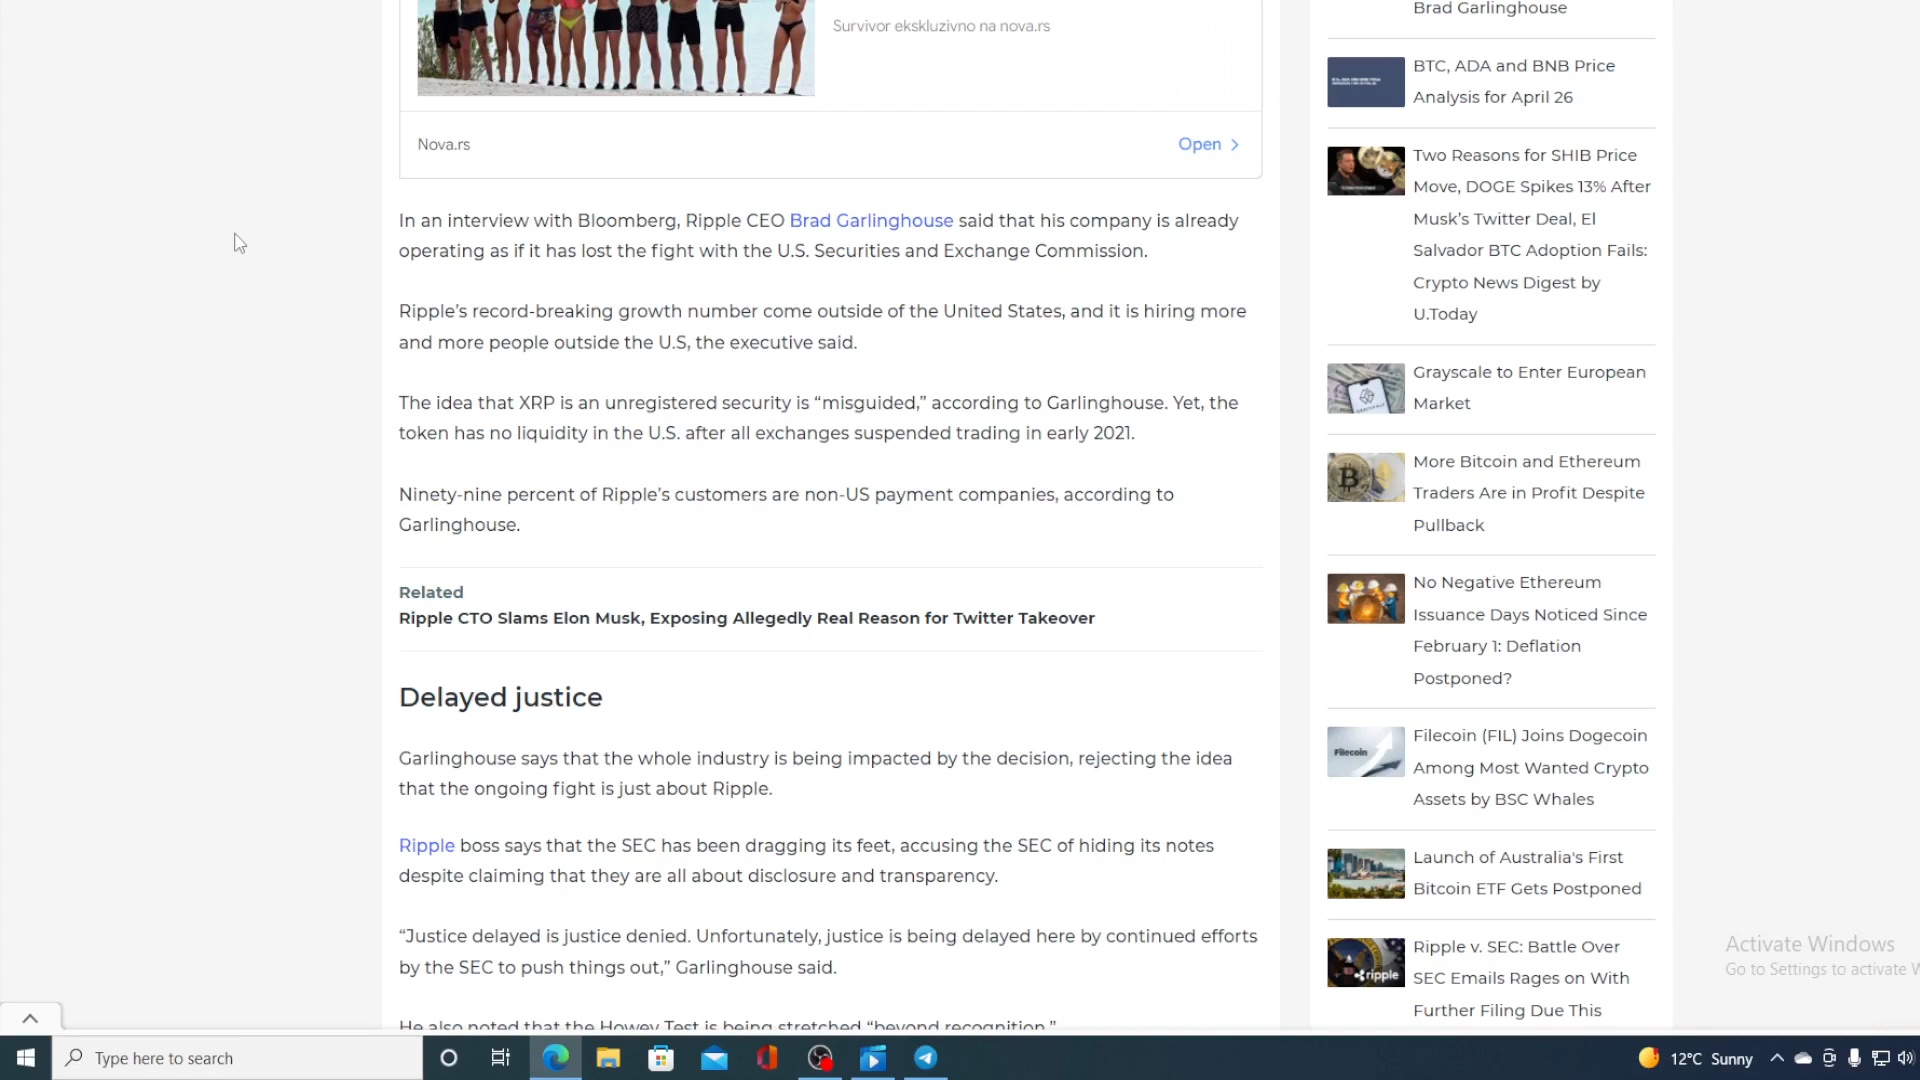 Survivor ekskluzivno na nova.rs
Nova.rs
Open
In an interview with Bloomberg, Ripple CEO Brad Garlinghouse said that his company is already
operating as if it has lost the fight with the U.S. Securities and Exchange Commission.
Ripple’s record-breaking growth number come outside of the United States, and it is hiring more
and more people outside the U.S, the executive said.
The idea that XRP is an unregistered security is “misguided,” according to Garlinghouse. Yet, the
token has no liquidity in the U.S. after all exchanges suspended trading in early 2021.
Ninety-nine percent of Ripple’s customers are non-US payment companies, according to
Garlinghouse.
Related
Ripple CTO Slams Elon Musk, Exposing Allegedly Real Reason for Twitter Takeover
Delayed justice
Garlinghouse says that the whole industry is being impacted by the decision, rejecting the idea
that the ongoing fight is just about Ripple.
Ripple boss says that the SEC has been dragging its feet, accusing the SEC of hiding its notes
despite claiming that they are all about disclosure and transparency.
“Justice delayed is justice denied. Unfortunately, justice is being delayed here by continued efforts
by the SEC to push things out,” Garlinghouse said.
He also noted that the Howey Test is being stretched “beyond recognition.”
Brad Garlinghouse
BTC, ADA and BNB Price
Analysis for April 26
Two Reasons for SHIB Price
Move, DOGE Spikes 13% After
Musk’s Twitter Deal, El
Salvador BTC Adoption Fails:
Crypto News Digest by
U.Today
Grayscale to Enter European
Market
More Bitcoin and Ethereum
Traders Are in Profit Despite
Pullback
No Negative Ethereum
Issuance Days Noticed Since
February 1: Deflation
Postponed?
Filecoin
Filecoin (FIL) Joins Dogecoin
Among Most Wanted Crypto
Assets by BSC Whales
Launch of Australia's First
Bitcoin ETF Gets Postponed
ripple
Ripple v. SEC: Battle Over
SEC Emails Rages on With
Further Filing Due This
Activate Windows
Go to Settings to activate W
Type here to search
12°C Sunny